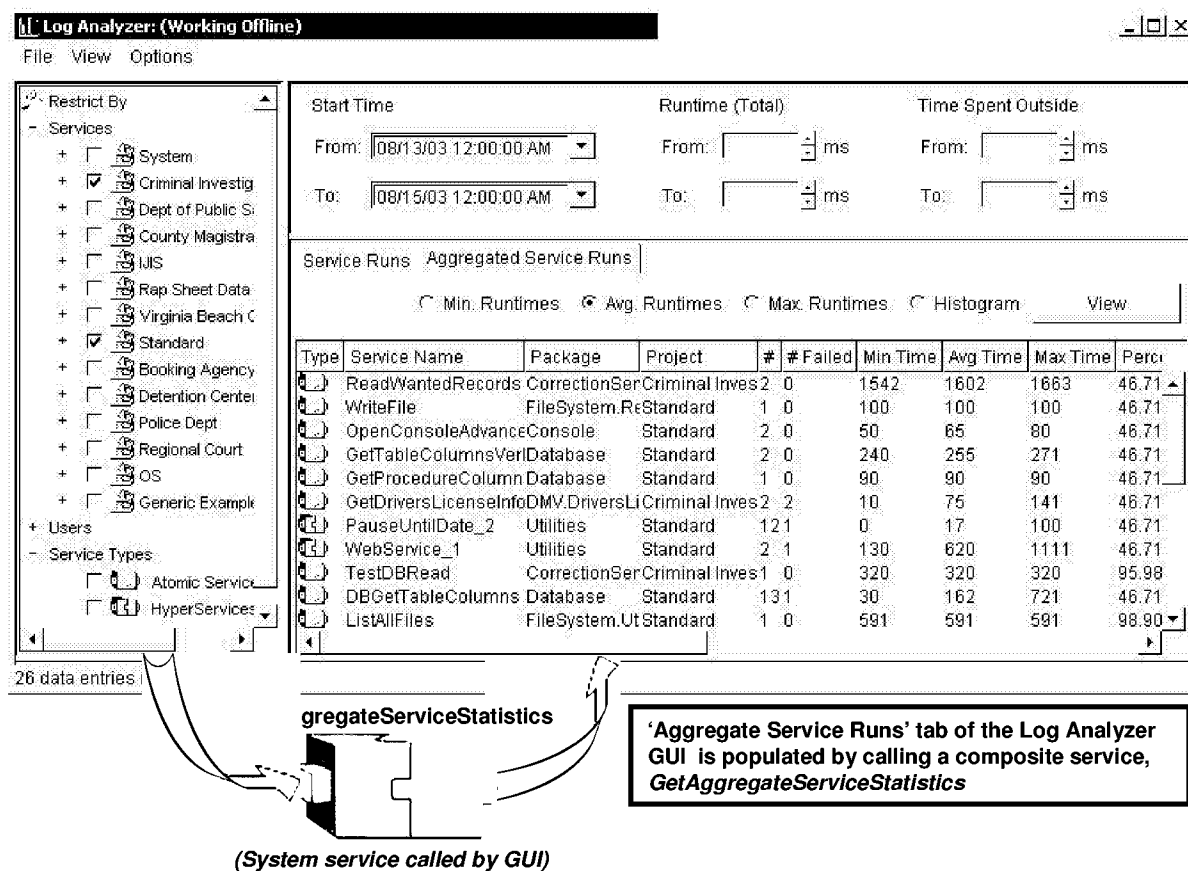 Log Analyzer: (Working Offline)
File View Options
Restrict By
Services
System
Criminal Investig
Dept of Public S
County Magistra
IJIS
Rap Sheet Data
Virginia Beach C
Standard
Booking Agency
Detention Center
Police Dept
Regional Court
OS
Generic Example
Users
Service Types
Atomic Service
HyperServices
26 data entries
Start Time Runtime (Total) Time Spent Outside
From: 08/13/03 12:00:00 AM From: ms From: ms
To: 08/15/03 12:00:00 AM To: ms To: ms
Service Runs Aggregated Service Runs
Min. Runtimes Avg. Runtimes Max. Runtimes Histogram View
Type Service Name Package Project # # Failed Min Time Avg Time Max Time Perce
ReadWantedRecords CorrectionSer Criminal Inves 2 0 1542 1602 1663 46.71
WriteFile FileSystem.Re Standard 1 0 100 100 100 46.71
OpenConsoleAdvance Console Standard 2 0 50 65 80 46.71
GetTableColumnsVerI Database Standard 2 0 240 255 271 46.71
GetProcedureColumn Database Standard 1 0 90 90 90 46.71
GetDriversLicenseInfo DMV.DriversLi Criminal Inves 2 2 10 75 141 46.71
PauseUntilDate_2 Utilities Standard 12 1 0 17 100 46.71
WebService_1 Utilities Standard 2 1 130 620 1111 46.71
TestDBRead CorrectionSer Criminal Inves 1 0 320 320 320 95.98
DBGetTableColumns Database Standard 13 1 30 162 721 46.71
ListAllFiles FileSystem.Ut Standard 1 0 591 591 591 98.90
gregateServiceStatistics
(System service called by GUI)
‘Aggregate Service Runs’ tab of the Log Analyzer
GUI is populated by calling a composite service,
GetAggregateServiceStatistics